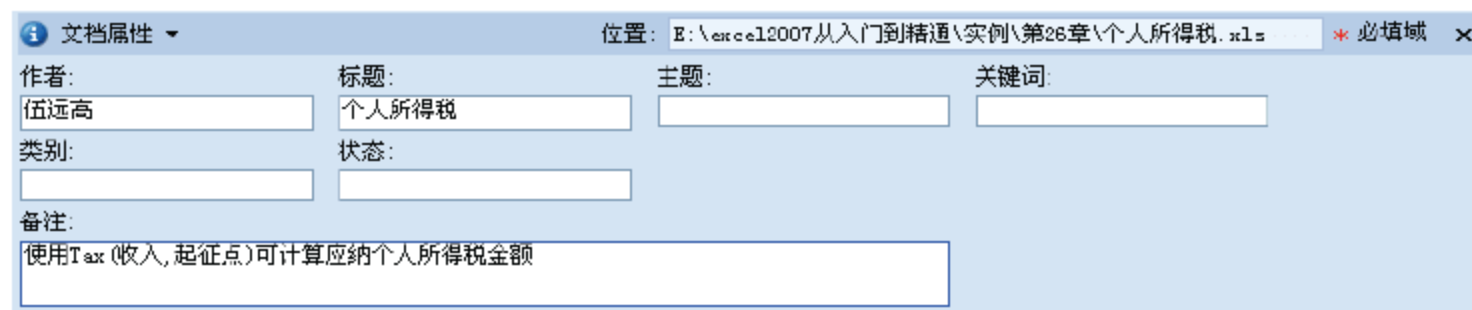 文档属性 位置: E:\excel2007从入门到精通\实例\第26章\个人所得税.xls * 必填域
作者: 标题: 主题: 关键词:
伍远高 个人所得税
类别: 状态:
备注:
使用Tax(收入,起征点)可计算应纳个人所得税金额